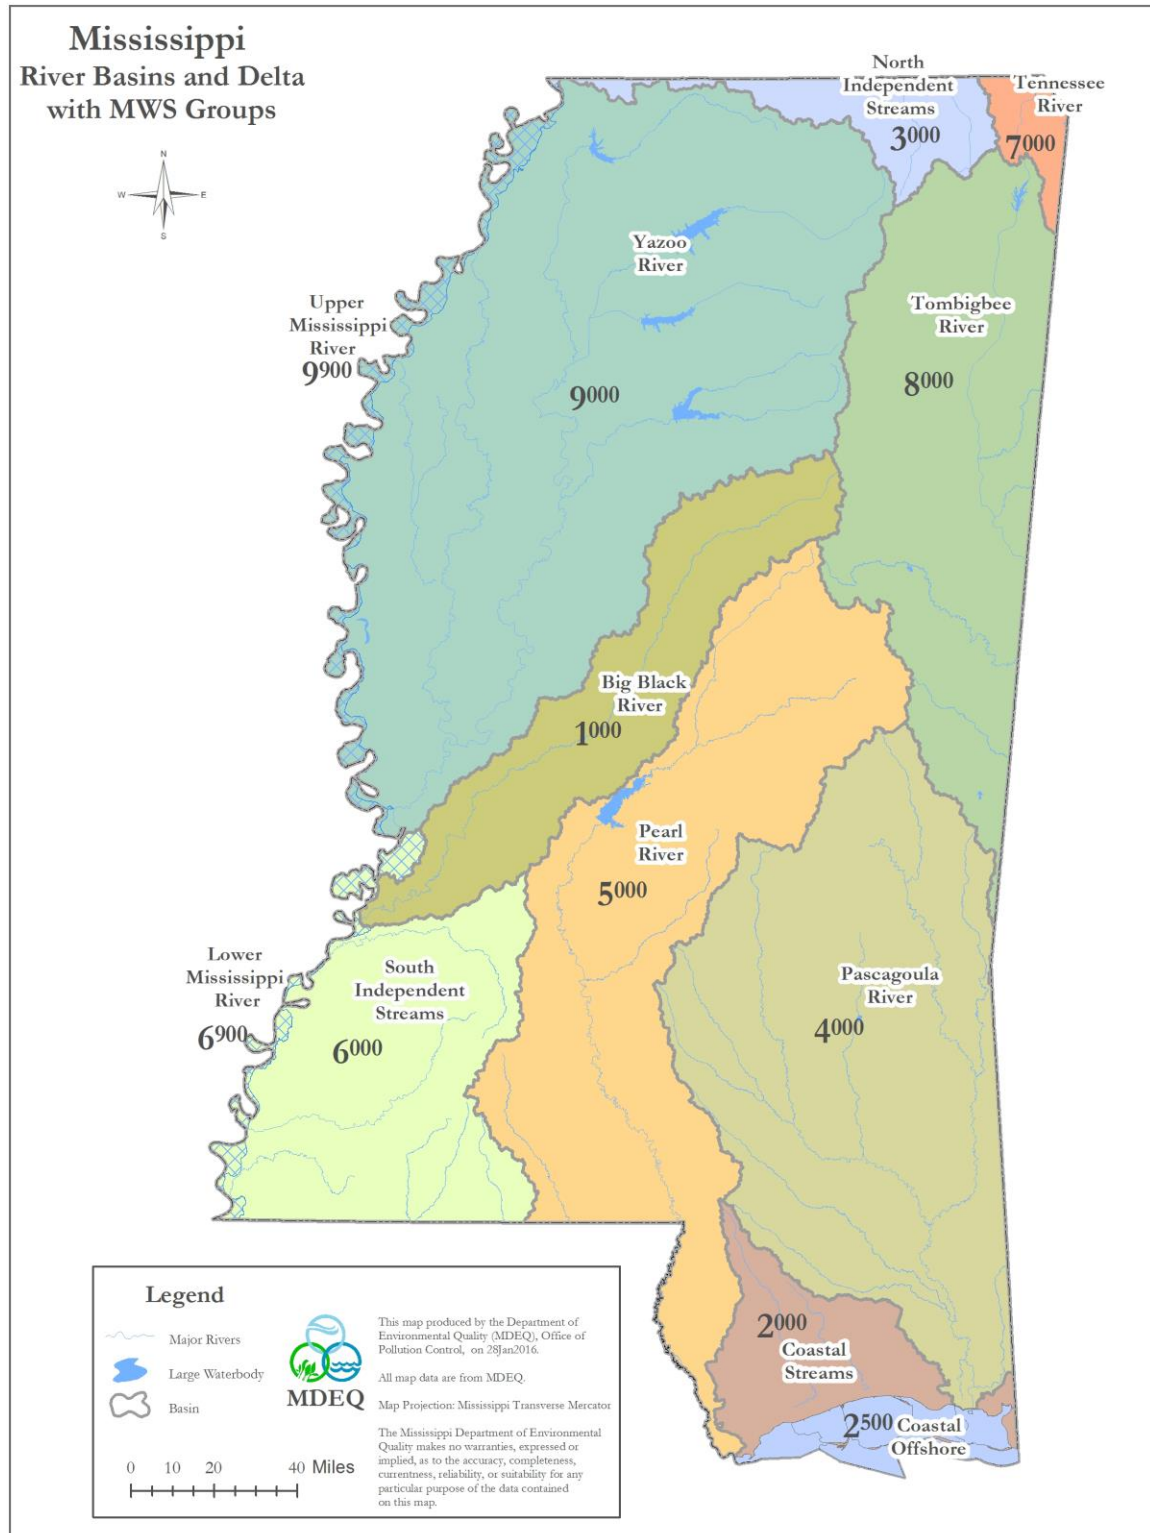 Mississippi
River Basins and Delta
with MWS Groups
N
W
E
S
North
Independent
Streams
3000
Tennessee
River
7000
Yazoo
River
9000
Upper
Mississippi
River
9900
Tombigbee
River
8000
Big Black
River
1000
Pearl
River
5000
Lower
Mississippi
River
6900
South
Independent
Streams
6000
Pascagoula
River
4000
2000
Coastal
Streams
2500
Coastal
Offshore
Legend
Major Rivers
Large Waterbody
Basin
MDEQ
This map produced by the Department of
Environmental Quality (MDEQ), Office of
Pollution Control, on 28Jan2016.
All map data are from MDEQ.
Map Projection: Mississippi Transverse Mercator
The Mississippi Department of Environmental
Quality makes no warranties, expressed or
implied, as to the accuracy, completeness,
currentness, reliability, or suitability for any
particular purpose of the data contained
on this map.
0 10 20 40 Miles